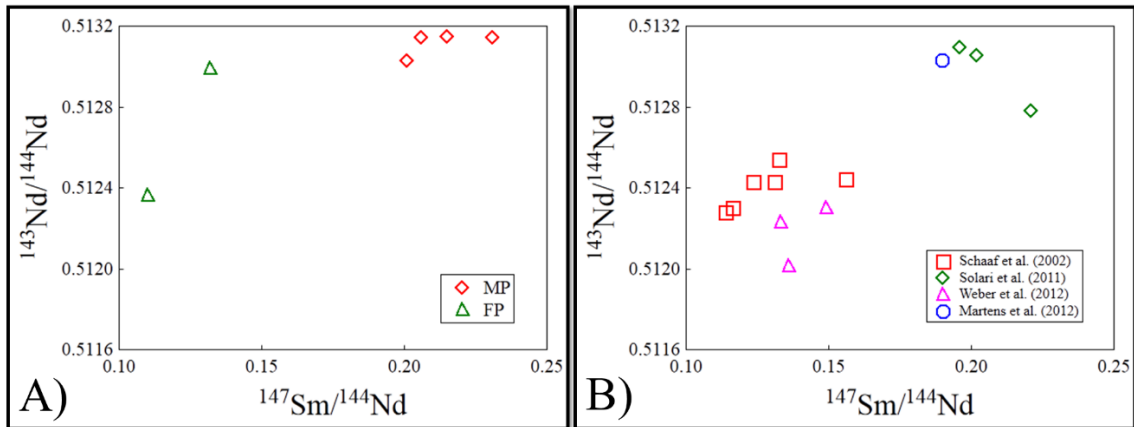 0.5132
0.5128
0.5124
0.5120
0.5116
¹⁴³Nd/¹⁴⁴Nd
MP
FP
0.10 0.15 0.20 0.25
¹⁴⁷Sm/¹⁴⁴Nd
A)
0.5132
0.5128
0.5124
0.5120
0.5116
¹⁴³Nd/¹⁴⁴Nd
Schaaf et al. (2002)
Solari et al. (2011)
Weber et al. (2012)
Martens et al. (2012)
0.10 0.15 0.20 0.25
¹⁴⁷Sm/¹⁴⁴Nd
B)